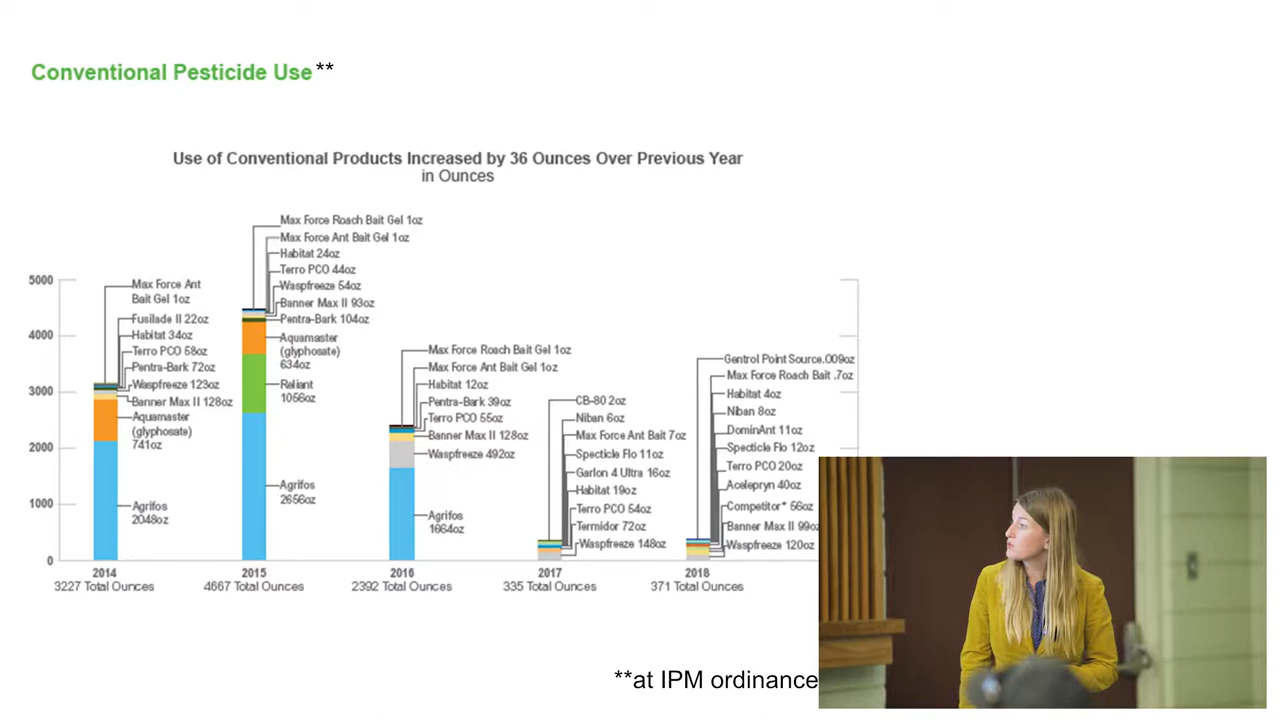 Conventional Pesticide Use**
Use of Conventional Products Increased by 36 Ounces Over Previous Year
in Ounces
5000
4000
3000
2000
1000
0
Max Force Ant
Bait Gel 1oz
Fusilade II 22oz
Habitat 34oz
Terro PCO 58oz
Pentra-Bark 72oz
Waspfreeze 123oz
Banner Max II 128oz
Aquamaster
(glyphosate)
741oz
Agrifos
2048oz
2014
3227 Total Ounces
Max Force Roach Bait Gel 1oz
Max Force Ant Bait Gel 1oz
Habitat 24oz
Terro PCO 44oz
Waspfreeze 54oz
Banner Max II 93oz
Pentra-Bark 104oz
Aquamaster
(glyphosate)
634oz
Reliant
1056oz
Agrifos
2656oz
2015
4667 Total Ounces
Max Force Roach Bait Gel 1oz
Max Force Ant Bait Gel 1oz
Habitat 12oz
Pentra-Bark 39oz
Terro PCO 55oz
Banner Max II 128oz
Waspfreeze 492oz
Agrifos
1664oz
2016
2392 Total Ounces
CB-80 2oz
Niban 6oz
Max Force Ant Bait 7oz
Specticle Flo 11oz
Garlon 4 Ultra 16oz
Habitat 19oz
Terro PCO 54oz
Termidor 72oz
Waspfreeze 148oz
2017
335 Total Ounces
Gentrol Point Source.009oz
Max Force Roach Bait .7oz
Habitat 4oz
Niban 8oz
DominAnt 11oz
Specticle Flo 12oz
Terro PCO 20oz
Acelepryn 40oz
Competitor* 56oz
Banner Max II 99oz
Waspfreeze 120oz
2018
371 Total Ounces
**at IPM ordinance